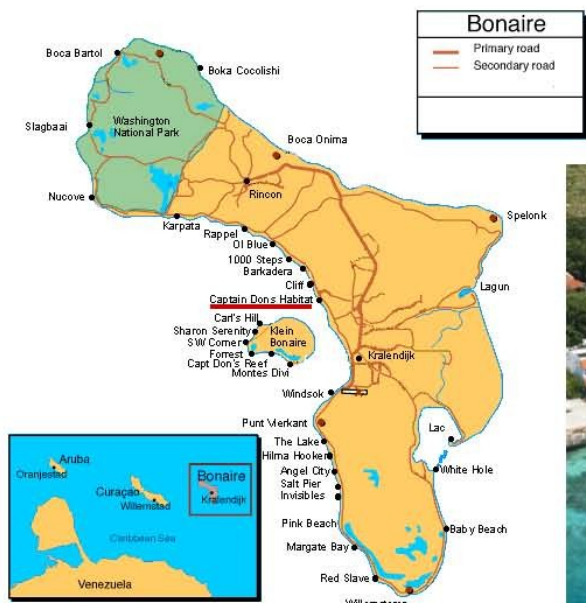 Bonaire
Primary road
Secondary road
Boca Bartol
Boka Cocolishi
Washington
National Park
Slagbaai
Boca Onima
Nucove
Rincon
Spelonk
Karpata
Rappel
Ol Blue
1000 Steps
Barkadera
Cliff
Lagun
Captain Dons Habitat
Carl's Hill
Sharon Serenity
Klein
Bonaire
SW Corner
Forrest
Capt Don's Reef
Montes Divi
Kralendijk
Windsok
Punt Vierkant
Lac
The Lake
Hilma Hooker
White Hole
Angel City
Salt Pier
Invisibles
Pink Beach
Baby Beach
Margate Bay
Red Slave
Aruba
Oranjestad
Curaçao
Willemstad
Bonaire
Kralendijk
Caribbean Sea
Venezuela